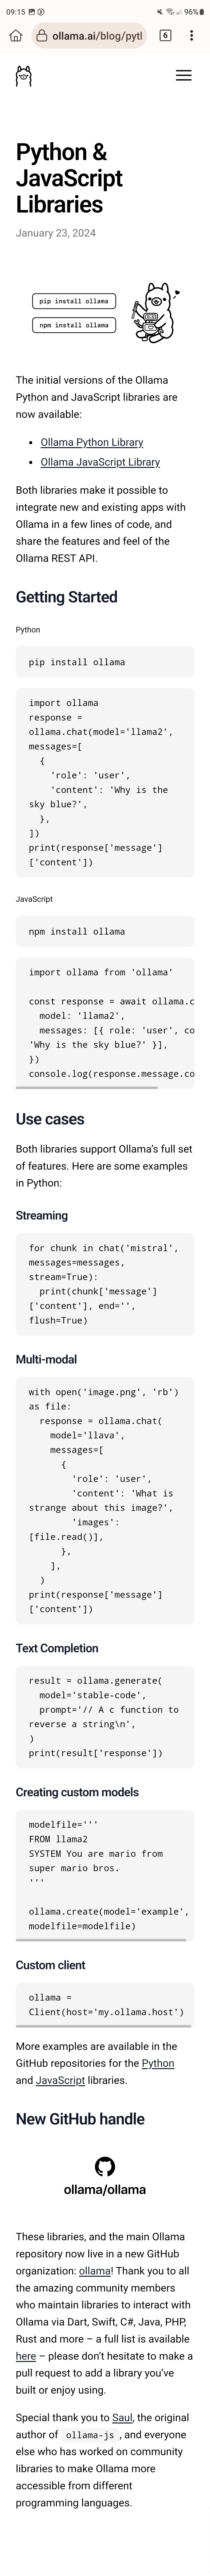 09:15
96%
ollama.ai/blog/pytl
6
Python &
JavaScript
Libraries
January 23, 2024
pip install ollama
npm install ollama
The initial versions of the Ollama
Python and JavaScript libraries are
now available:
• Ollama Python Library
• Ollama JavaScript Library
Both libraries make it possible to
integrate new and existing apps with
Ollama in a few lines of code, and
share the features and feel of the
Ollama REST API.
Getting Started
Python
pip install ollama
import ollama
response =
ollama.chat(model='llama2',
messages=[
{
'role': 'user',
'content': 'Why is the
sky blue?',
},
])
print(response['message']
['content'])
JavaScript
npm install ollama
import ollama from 'ollama'
const response = await ollama.c
model: 'llama2',
messages: [{ role: 'user', co
'Why is the sky blue?' }],
})
console.log(response.message.co
Use cases
Both libraries support Ollama's full set
of features. Here are some examples
in Python:
Streaming
for chunk in chat('mistral',
messages=messages,
stream=True):
print(chunk['message']
['content'], end='',
flush=True)
Multi-modal
with open('image.png', 'rb')
as file:
response = ollama.chat(
model='llava',
messages=[
{
'role': 'user',
'content': 'What is
strange about this image?',
'images':
[file.read()],
},
],
)
print(response['message']
['content'])
Text Completion
result = ollama.generate(
model='stable-code',
prompt='// A c function to
reverse a string\n',
)
print(result['response'])
Creating custom models
modelfile='''
FROM llama2
SYSTEM You are mario from
super mario bros.
'''
ollama.create(model='example',
modelfile=modelfile)
Custom client
ollama =
Client(host='my.ollama.host')
More examples are available in the
GitHub repositories for the Python
and JavaScript libraries.
New GitHub handle
ollama/ollama
These libraries, and the main Ollama
repository now live in a new GitHub
organization: ollama! Thank you to all
the amazing community members
who maintain libraries to interact with
Ollama via Dart, Swift, C#, Java, PHP,
Rust and more – a full list is available
here – please don't hesitate to make a
pull request to add a library you've
built or enjoy using.
Special thank you to Saul, the original
author of ollama-js , and everyone
else who has worked on community
libraries to make Ollama more
accessible from different
programming languages.